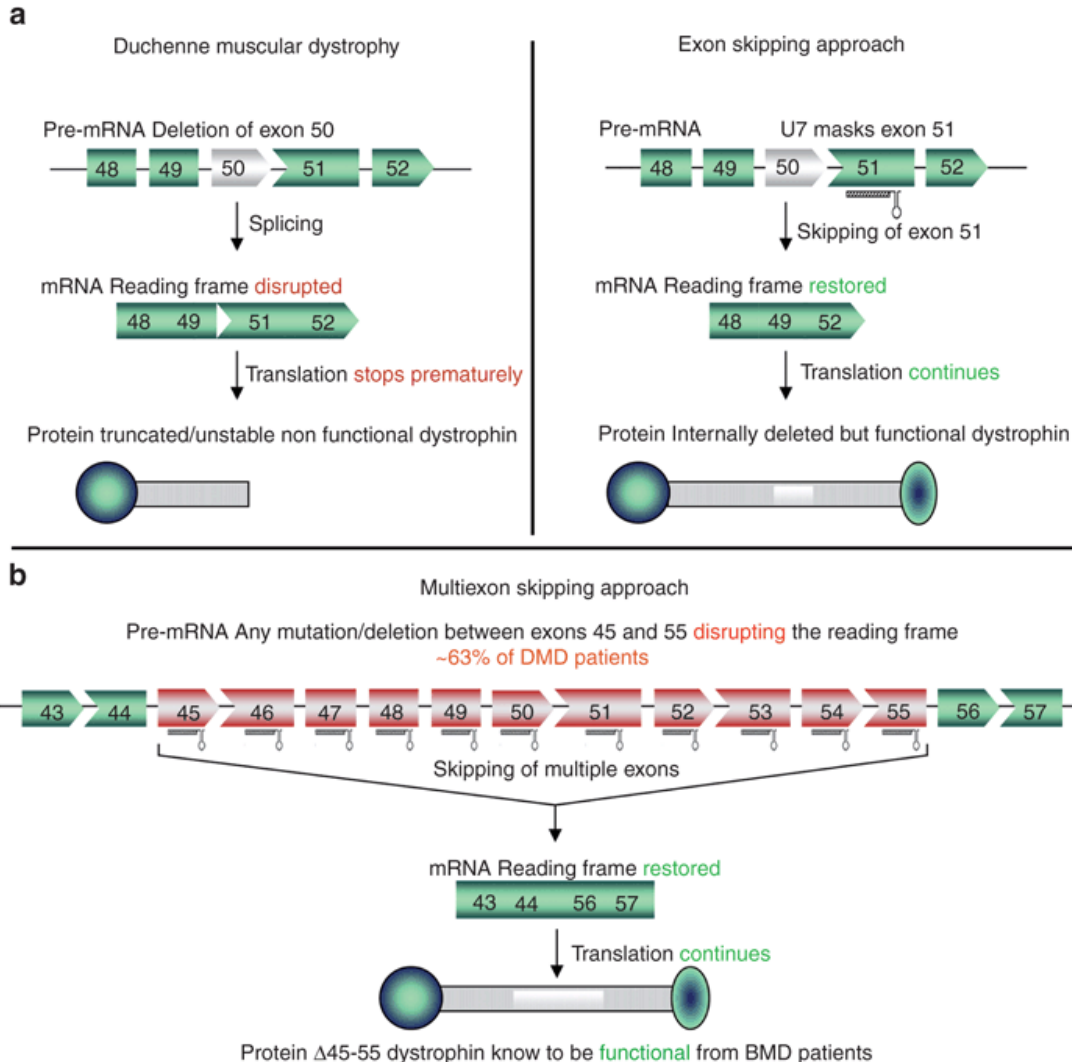 a
Duchenne muscular dystrophy
Pre-mRNA Deletion of exon 50
48 49 50 51 52
Splicing
mRNA Reading frame disrupted
48 49 51 52
Translation stops prematurely
Protein truncated/unstable non functional dystrophin
Exon skipping approach
Pre-mRNA U7 masks exon 51
48 49 50 51 52
Skipping of exon 51
mRNA Reading frame restored
48 49 52
Translation continues
Protein Internally deleted but functional dystrophin
b
Multiexon skipping approach
Pre-mRNA Any mutation/deletion between exons 45 and 55 disrupting the reading frame
~63% of DMD patients
43 44 45 46 47 48 49 50 51 52 53 54 55 56 57
Skipping of multiple exons
mRNA Reading frame restored
43 44 56 57
Translation continues
Protein Δ45-55 dystrophin know to be functional from BMD patients